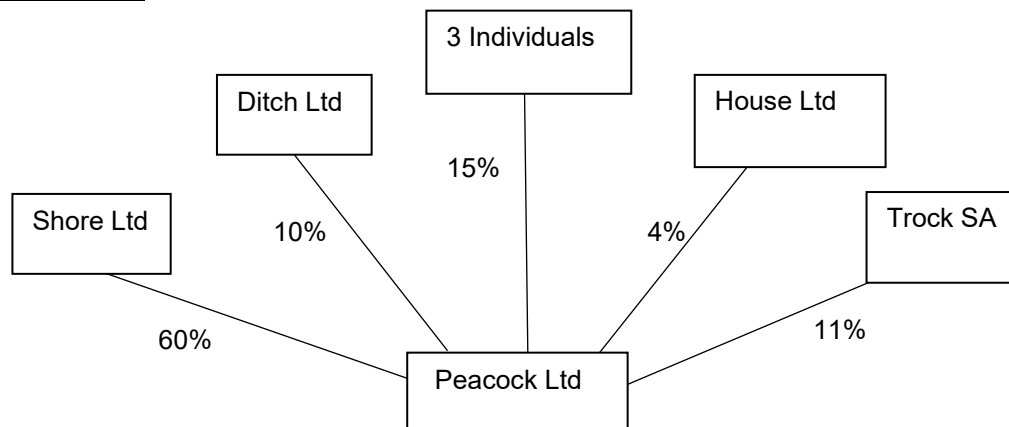 3 Individuals
Ditch Ltd
House Ltd
15%
Shore Ltd
10%
4%
Trock SA
60%
11%
Peacock Ltd